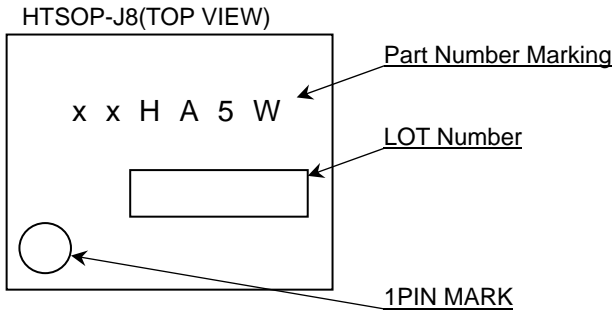 HTSOP-J8(TOP VIEW)
Part Number Marking
x x H A 5 W
LOT Number
1PIN MARK